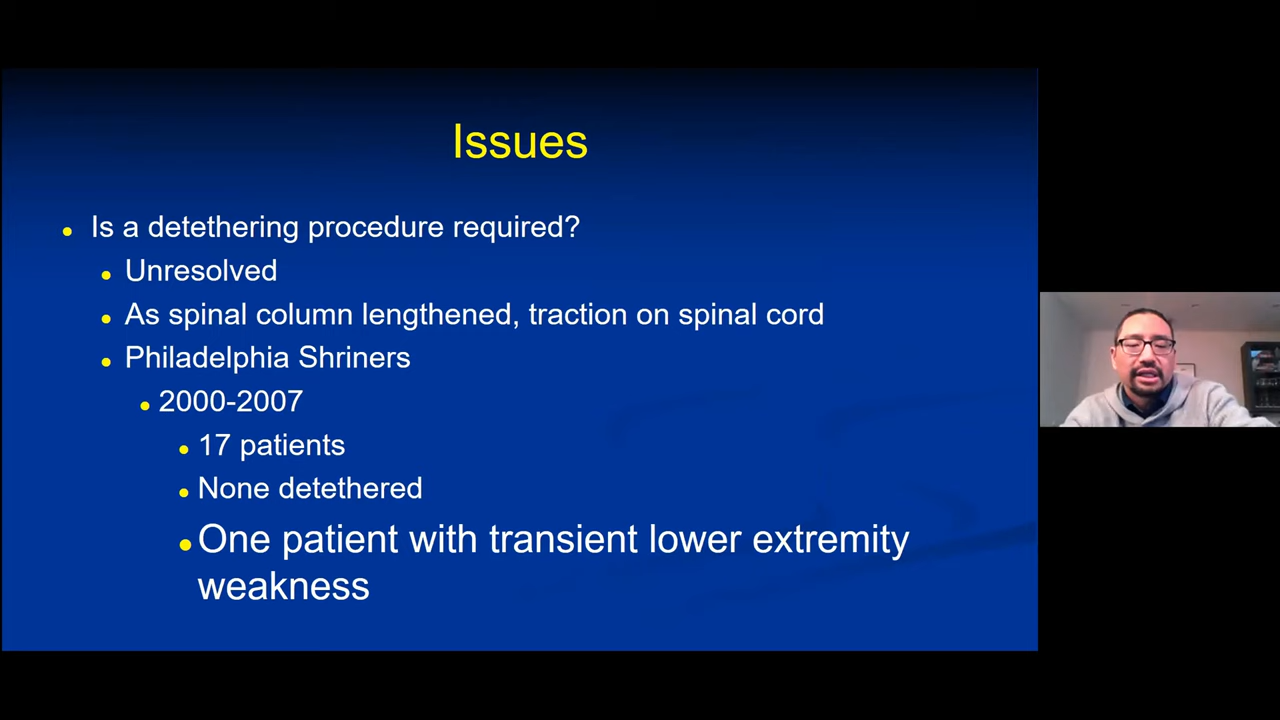 Issues
Is a detethering procedure required?
Unresolved
As spinal column lengthened, traction on spinal cord
Philadelphia Shriners
2000-2007
17 patients
None detethered
One patient with transient lower extremity
weakness